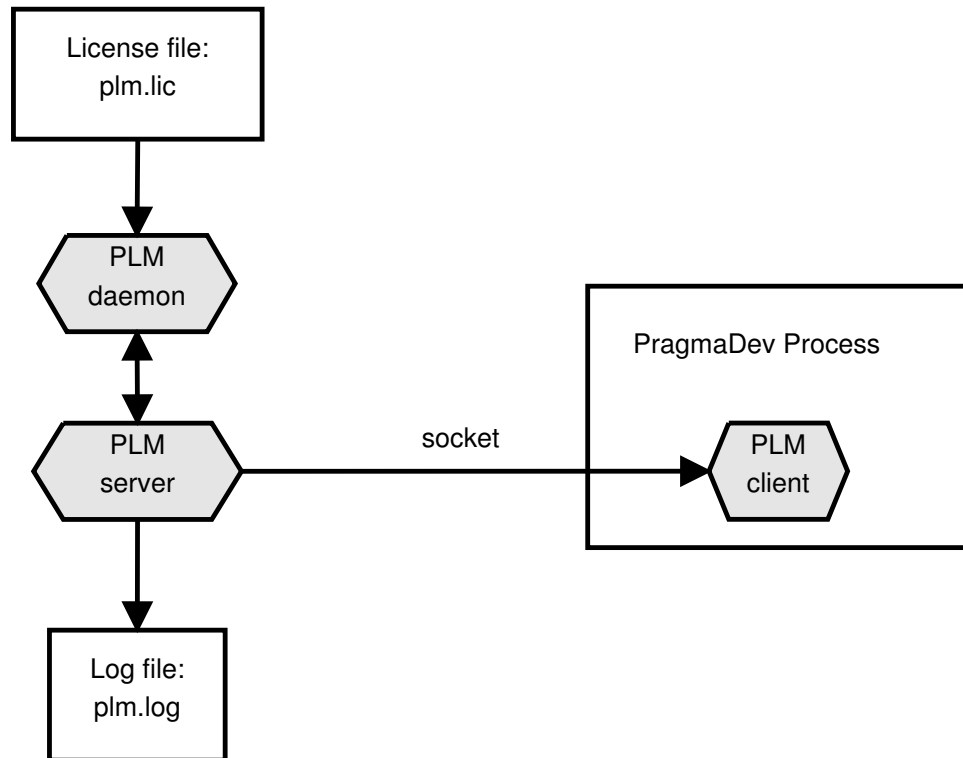 License file:
plm.lic
PLM
daemon
PragmaDev Process
PLM
server
socket
PLM
client
Log file:
plm.log